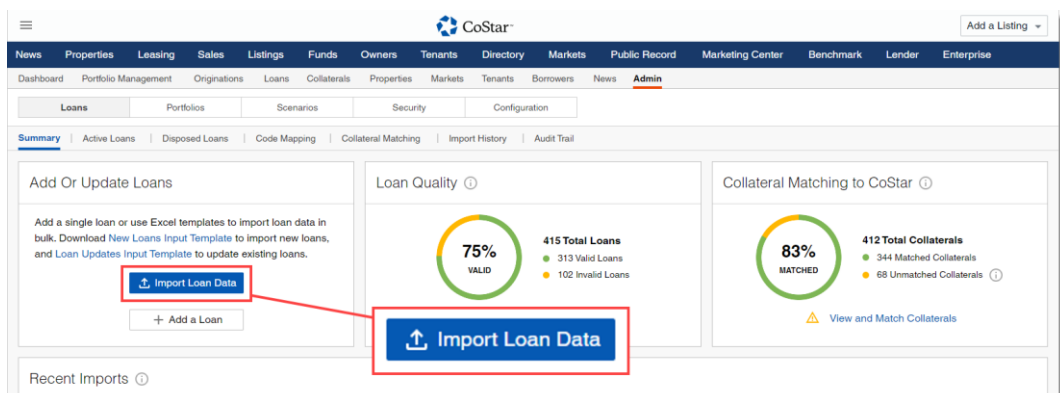 CoStar™
Add a Listing
News Properties Leasing Sales Listings Funds Owners Tenants Directory Markets Public Record Marketing Center Benchmark Lender Enterprise
Dashboard Portfolio Management Originations Loans Collaterals Properties Markets Tenants Borrowers News Admin
Loans Portfolios Scenarios Security Configuration
Summary | Active Loans | Disposed Loans | Code Mapping | Collateral Matching | Import History | Audit Trail
Add Or Update Loans
Add a single loan or use Excel templates to import loan data in
bulk. Download New Loans Input Template to import new loans,
and Loan Updates Input Template to update existing loans.
Import Loan Data
+ Add a Loan
Loan Quality
75%
VALID
415 Total Loans
313 Valid Loans
102 Invalid Loans
Import Loan Data
Collateral Matching to CoStar
83%
MATCHED
412 Total Collaterals
344 Matched Collaterals
68 Unmatched Collaterals
View and Match Collaterals
Recent Imports